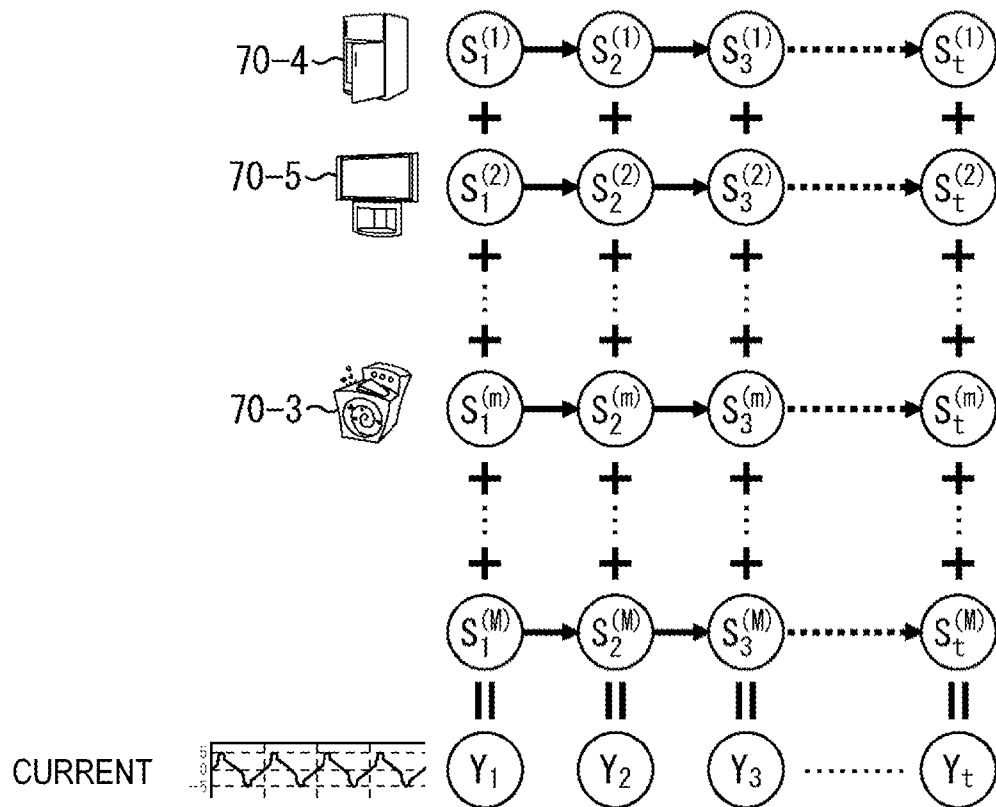 70-4 S₁⁽¹⁾ S₂⁽¹⁾ S₃⁽¹⁾ Sₜ⁽¹⁾
+ + + +
70-5 S₁⁽²⁾ S₂⁽²⁾ S₃⁽²⁾ Sₜ⁽²⁾
+ + + +
+ + + +
70-3 S₁⁽ᵐ⁾ S₂⁽ᵐ⁾ S₃⁽ᵐ⁾ Sₜ⁽ᵐ⁾
+ + + +
+ + + +
S₁⁽ᴹ⁾ S₂⁽ᴹ⁾ S₃⁽ᴹ⁾ Sₜ⁽ᴹ⁾
CURRENT Y₁ Y₂ Y₃ Yₜ